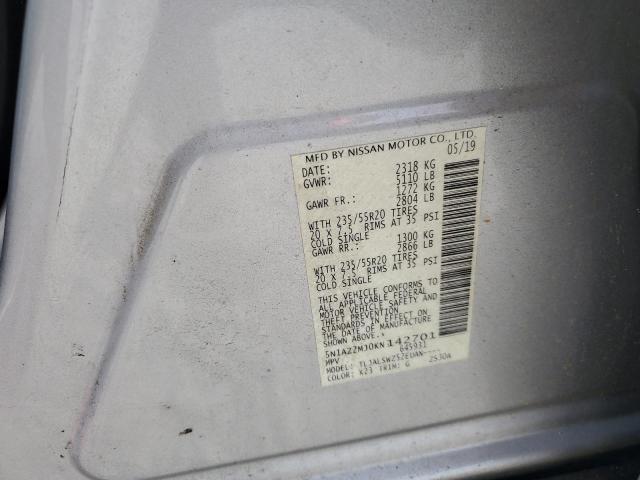 MFD BY NISSAN MOTOR CO., LTD.
DATE: 05/19
GVWR: 2318 KG
5110 LB
GAWR FR.: 1272 KG
2804 LB
WITH 235/55R20 TIRES
20 X 7.5 RIMS AT 35 PSI
COLD SINGLE
GAWR RR.: 1300 KG
2866 LB
WITH 235/55R20 TIRES
20 X 7.5 RIMS AT 35 PSI
COLD SINGLE
THIS VEHICLE CONFORMS TO
ALL APPLICABLE FEDERAL
MOTOR VEHICLE SAFETY AND
THEFT PREVENTION
STANDARDS IN EFFECT ON
THE DATE OF MANUFACTURE
SHOWN ABOVE.
5N1AZ2MJ0KN142701
MPV 645931
MODEL: TLJALSWZ52EUAN----
COLOR: K23 TRIM: G 2S30A